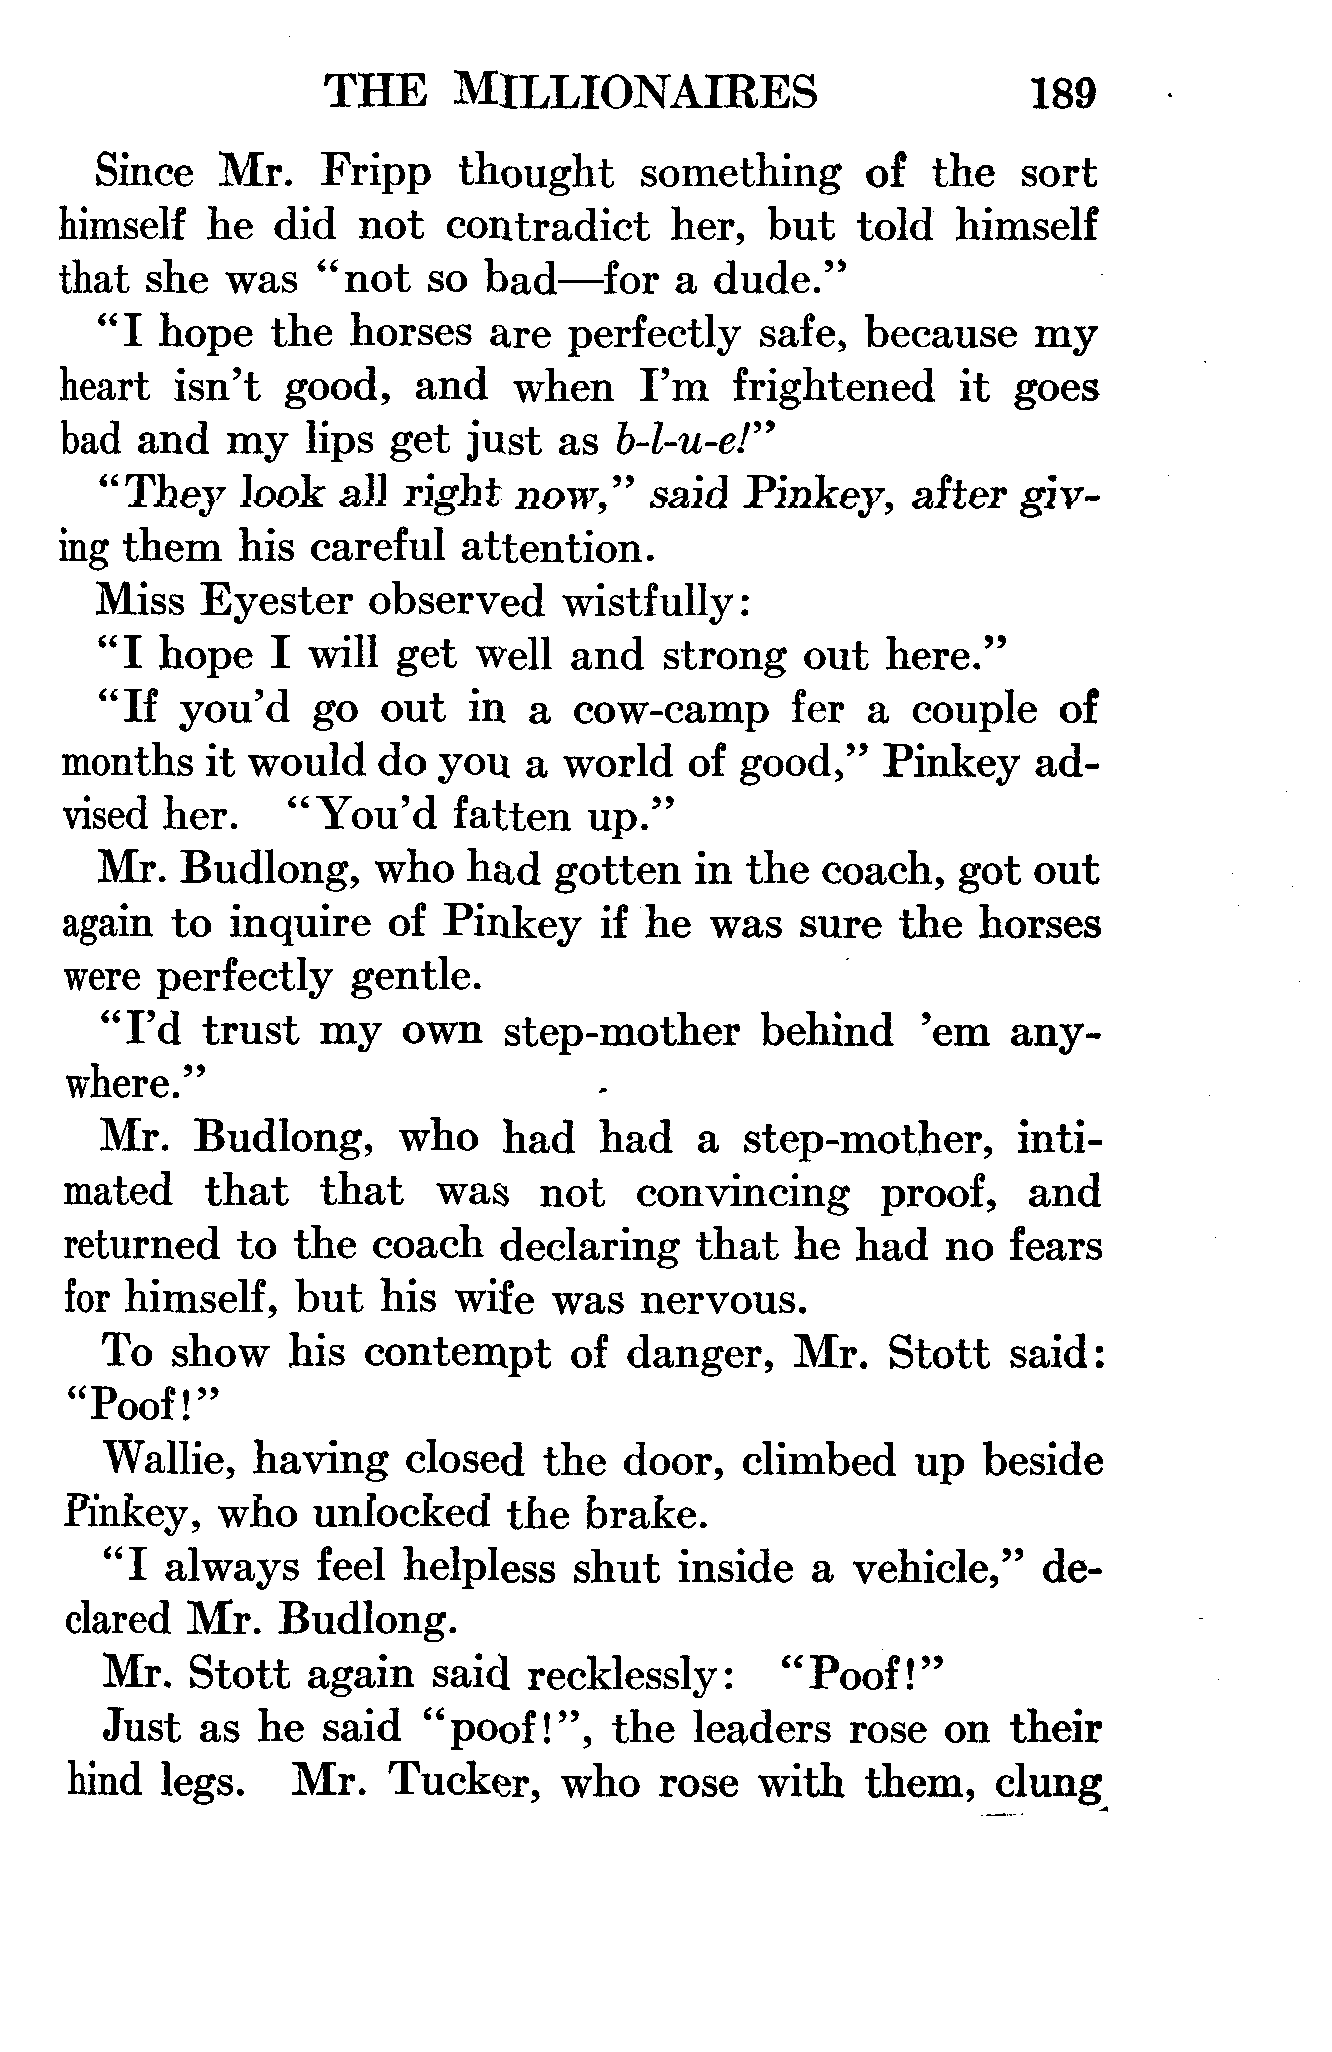 THE MILLIONAIRES 189
Since Mr. Fripp thought something of the sort
himself he did not contradict her, but told himself
that she was “not so bad—for a dude.”
“I hope the horses are perfectly safe, because my
heart isn’t good, and when I’m frightened it goes
bad and my lips get just as b-l-u-e!”
“They look all right now,” said Pinkey, after giv-
ing them his careful attention.
Miss Eyester observed wistfully:
“I hope I will get well and strong out here.”
“If you’d go out in a cow-camp fer a couple of
months it would do you a world of good,” Pinkey ad-
vised her. “You’d fatten up.”
Mr. Budlong, who had gotten in the coach, got out
again to inquire of Pinkey if he was sure the horses
were perfectly gentle.
“I’d trust my own step-mother behind ’em any-
where.”
Mr. Budlong, who had had a step-mother, inti-
mated that that was not convincing proof, and
returned to the coach declaring that he had no fears
for himself, but his wife was nervous.
To show his contempt of danger, Mr. Stott said:
“Poof!”
Wallie, having closed the door, climbed up beside
Pinkey, who unlocked the brake.
“I always feel helpless shut inside a vehicle,” de-
clared Mr. Budlong.
Mr. Stott again said recklessly: “Poof!”
Just as he said “poof!”, the leaders rose on their
hind legs. Mr. Tucker, who rose with them, clung